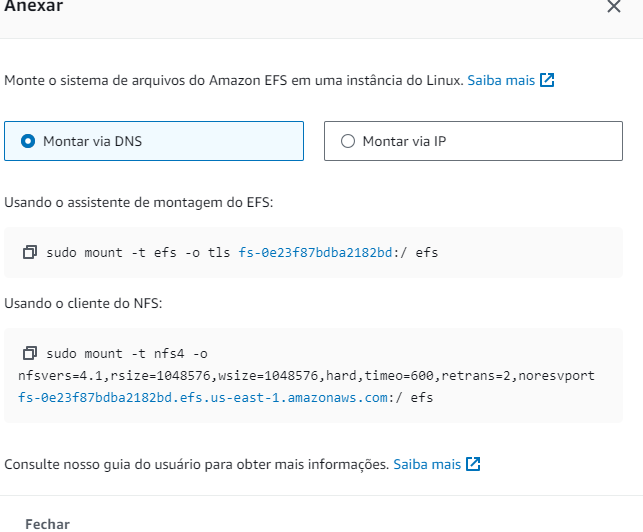 Anexar
Monte o sistema de arquivos do Amazon EFS em uma instância do Linux. Saiba mais
Montar via DNS
Montar via IP
Usando o assistente de montagem do EFS:
sudo mount -t efs -o tls fs-0e23f87bdba2182bd:/ efs
Usando o cliente do NFS:
sudo mount -t nfs4 -o
nfsvers=4.1,rsize=1048576,wsize=1048576,hard,timeo=600,retrans=2,noresvport
fs-0e23f87bdba2182bd.efs.us-east-1.amazonaws.com:/ efs
Consulte nosso guia do usuário para obter mais informações. Saiba mais
Fechar